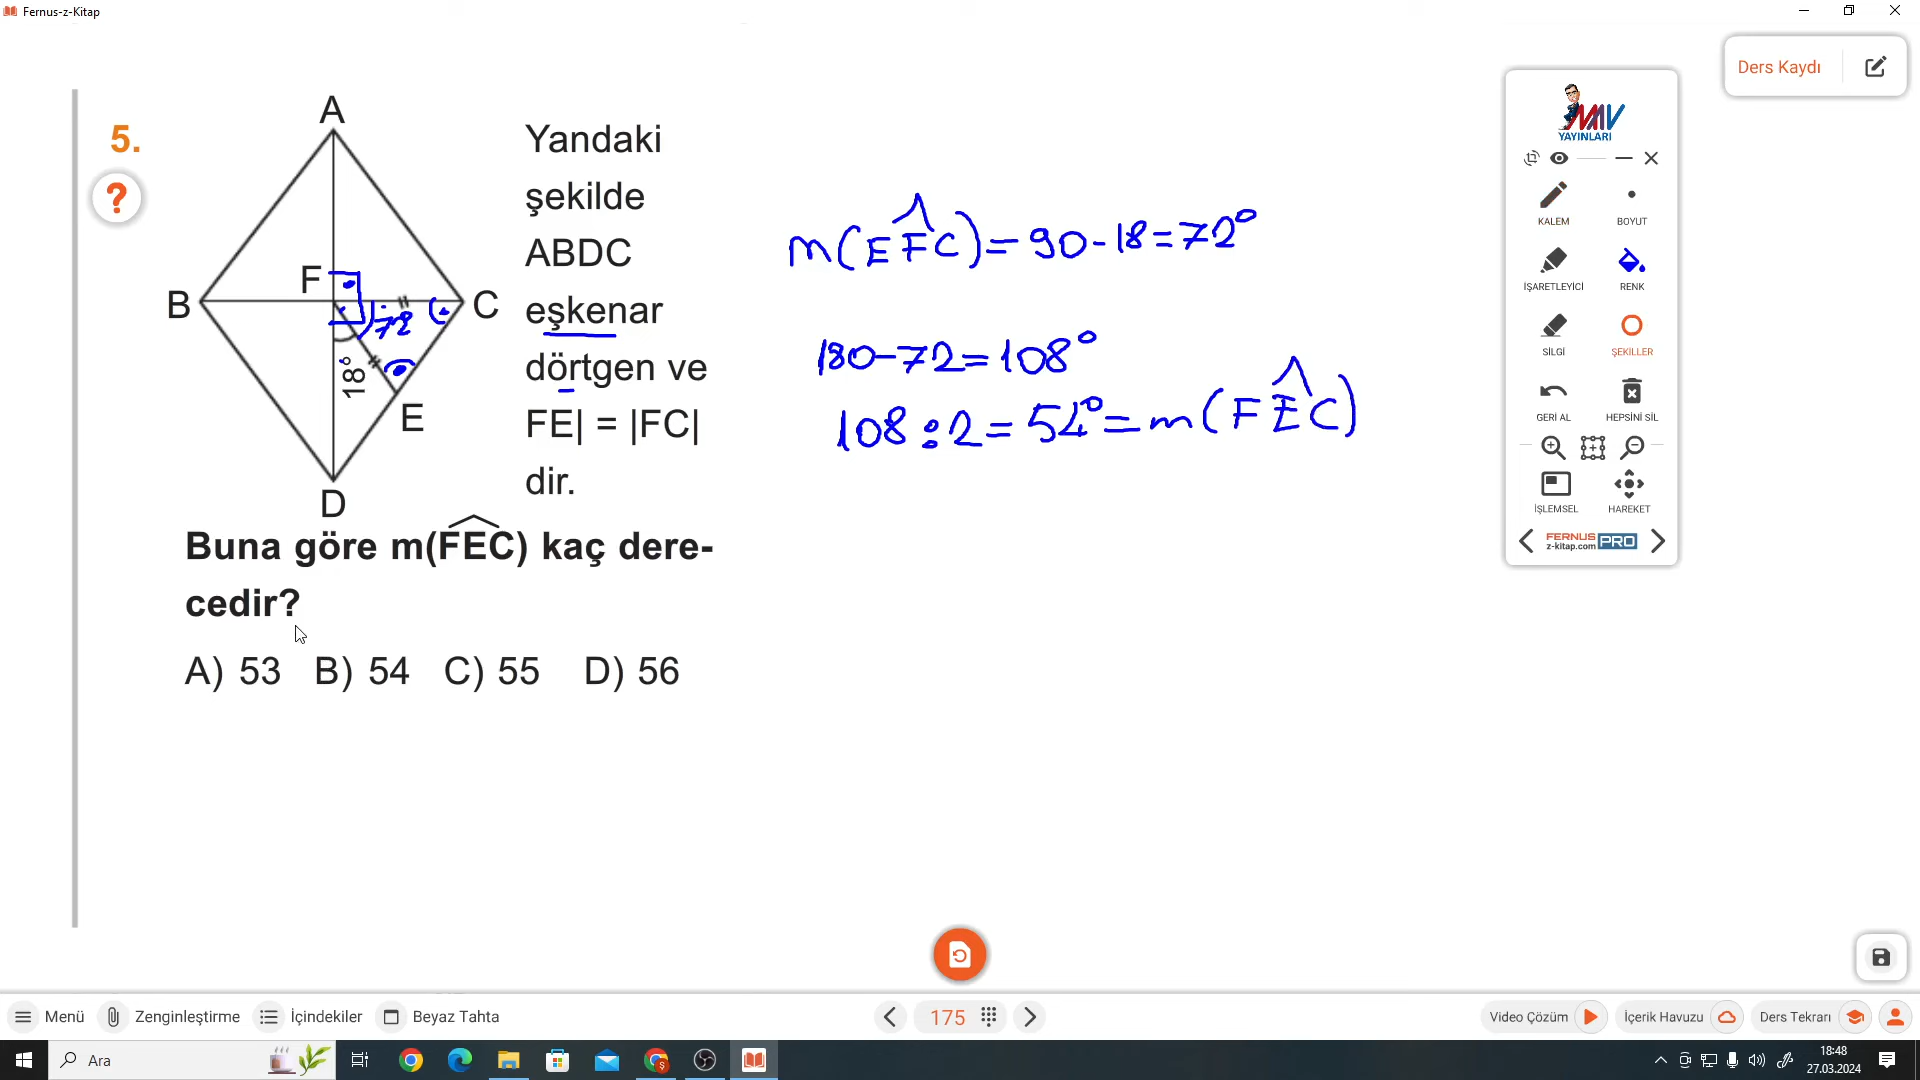 Fernus-z-Kitap
Ders Kaydı
5.
?
A
B
F
C
18°
72
E
D
Yandaki
şekilde
ABDC
eşkenar
dörtgen ve
FE| = |FC|
dir.
Buna göre m(FEC) kaç dere-
cedir?
A) 53 B) 54 C) 55 D) 56
m(EFC)=90-18=72°
180-72=108°
108÷2=54°=m(FEC)
MAV
YAYINLARI
KALEM BOYUT
İŞARETLEYİCİ RENK
SİLGİ ŞEKİLLER
GERİ AL HEPSİNİ SİL
İŞLEMSEL HAREKET
FERNUS
z-kitap.com PRO
Menü Zenginleştirme İçindekiler Beyaz Tahta 175 Video Çözüm İçerik Havuzu Ders Tekrarı
Ara
18:48
27.03.2024